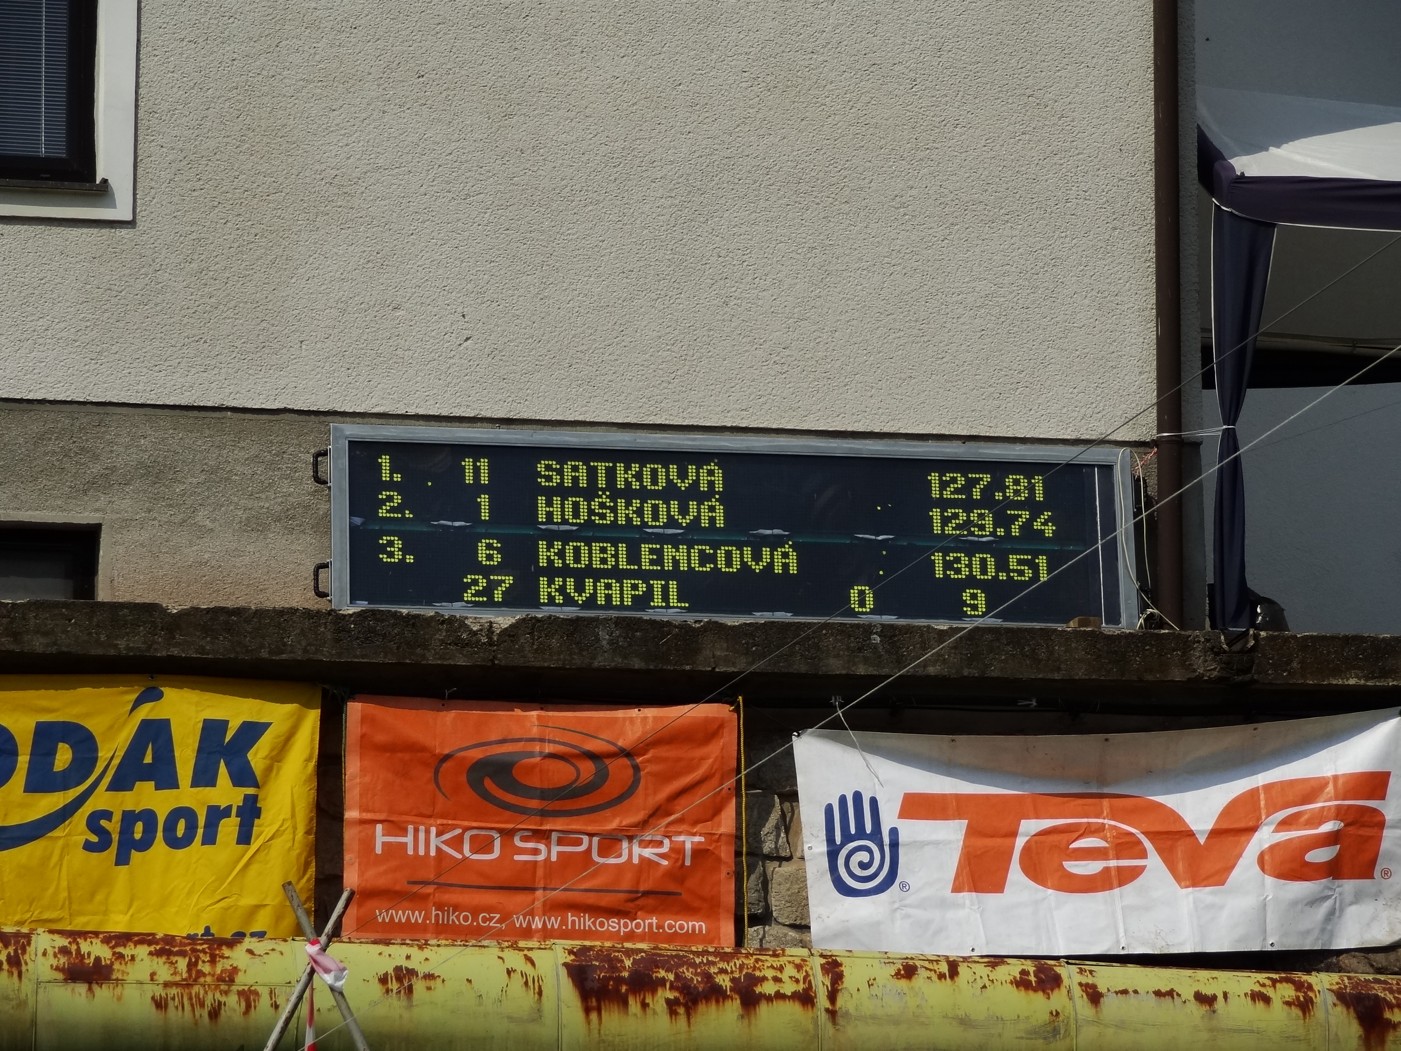 1. 11 SATKOVÁ 127.81
2. 1 HOŠKOVÁ 129.74
3. 6 KOBLENCOVÁ : 130.51
27 KVAPIL 0 9
ODÁK
sport
HIKO SPORT
www.hiko.cz, www.hikosport.com
Teva®
®